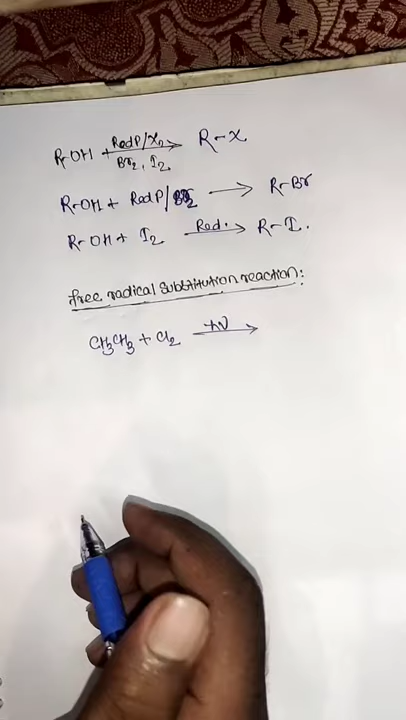 R-OH + Red P/X2 → R-X
Br2, I2.
R-OH + Red P/Br2 → R-Br
R-OH + I2 Red. → R-I.
free radical substitution reaction:
CH3CH3 + Cl2 hν →